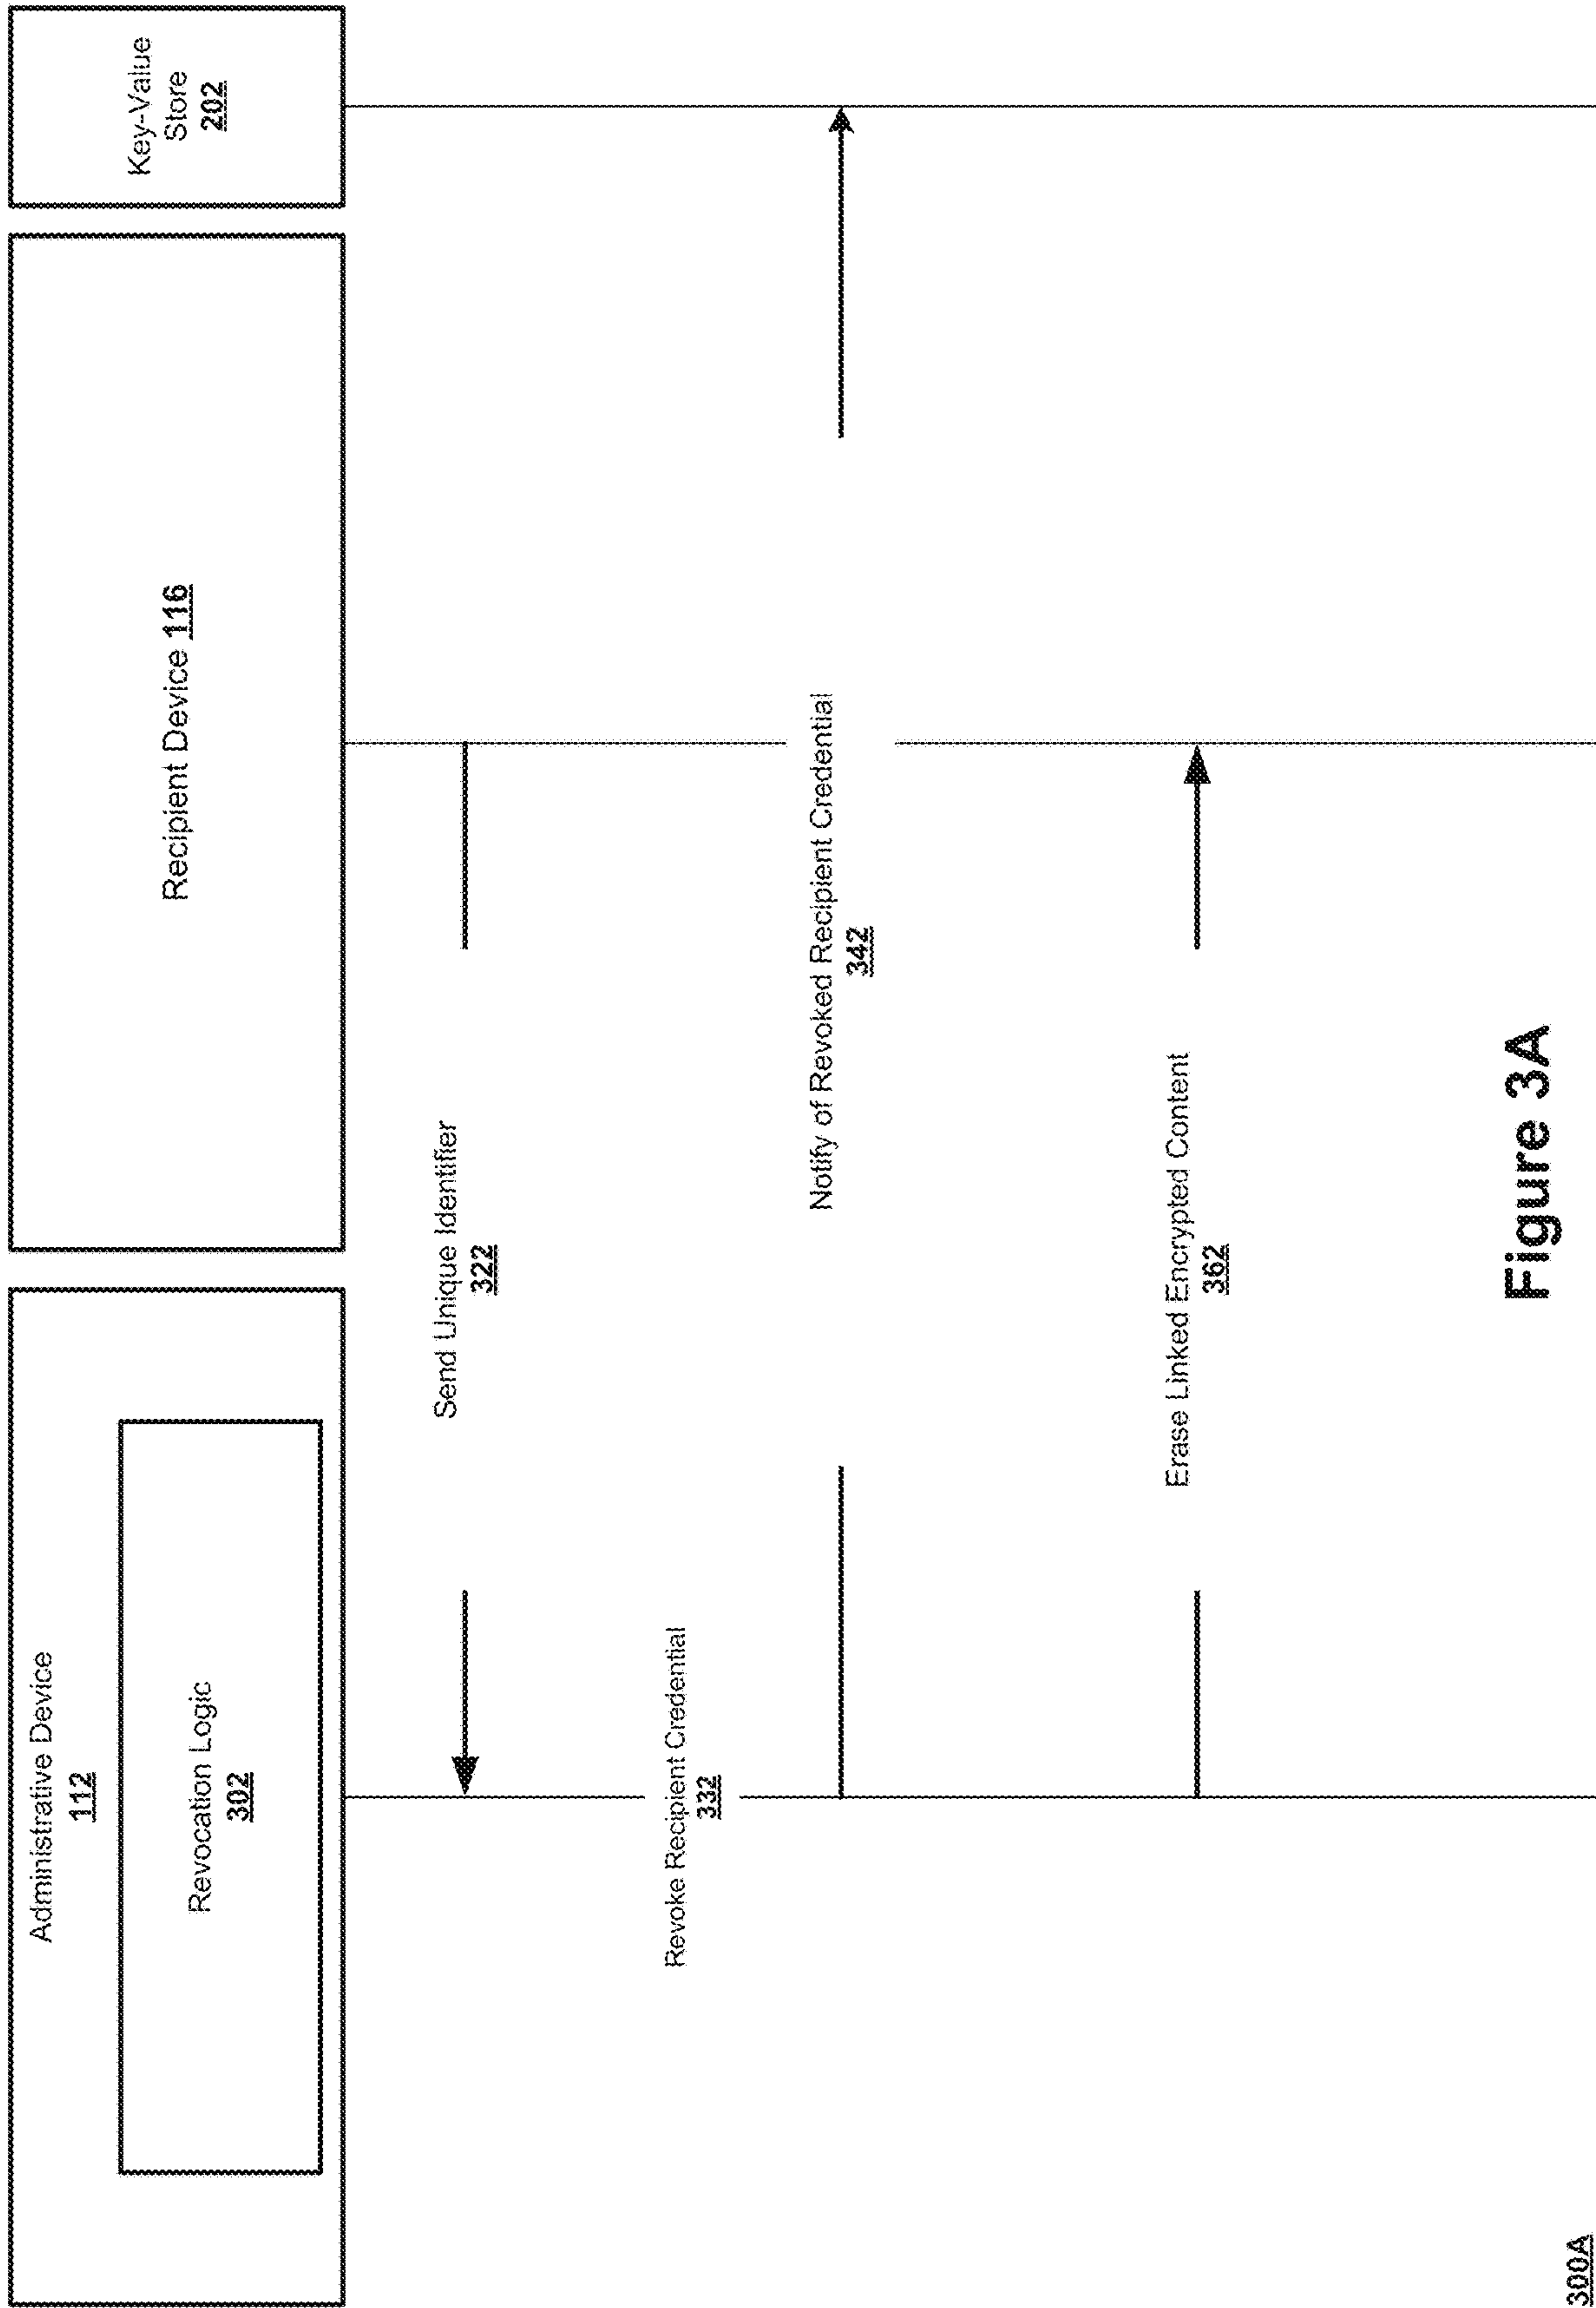 Administrative Device
112
Revocation Logic
302
Recipient Device 116
Key-Value
Store
202
Send Unique Identifier
322
Revoke Recipient Credential
332
Notify of Revoked Recipient Credential
342
Erase Linked Encrypted Content
362
Figure 3A
300A